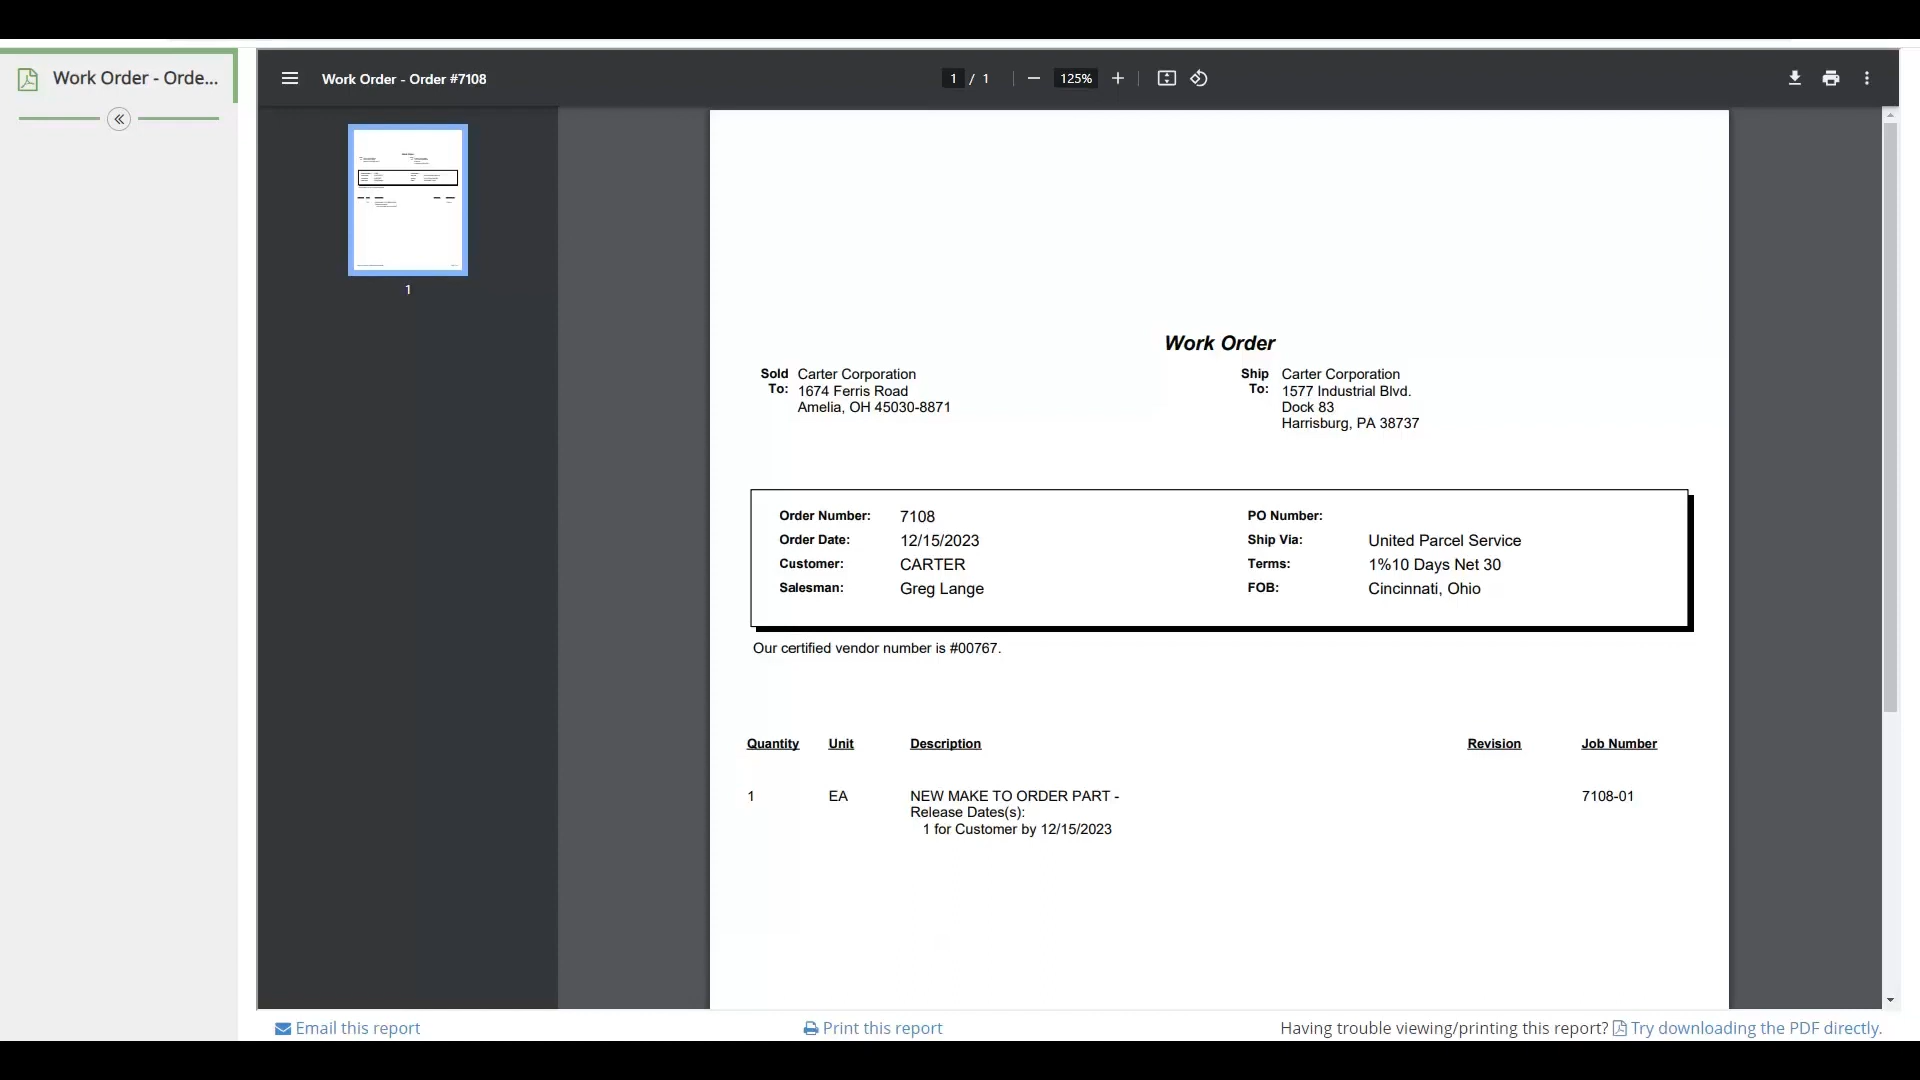 Work Order - Orde...
Work Order - Order #7108
1 / 1
125%
1
Work Order
Sold To: Carter Corporation
1674 Ferris Road
Amelia, OH 45030-8871
Ship To: Carter Corporation
1577 Industrial Blvd.
Dock 83
Harrisburg, PA 38737
Order Number: 7108
Order Date: 12/15/2023
Customer: CARTER
Salesman: Greg Lange
PO Number:
Ship Via: United Parcel Service
Terms: 1%10 Days Net 30
FOB: Cincinnati, Ohio
Our certified vendor number is #00767.
Quantity Unit Description Revision Job Number
1 EA NEW MAKE TO ORDER PART - 7108-01
Release Dates(s):
1 for Customer by 12/15/2023
Email this report
Print this report
Having trouble viewing/printing this report? Try downloading the PDF directly.